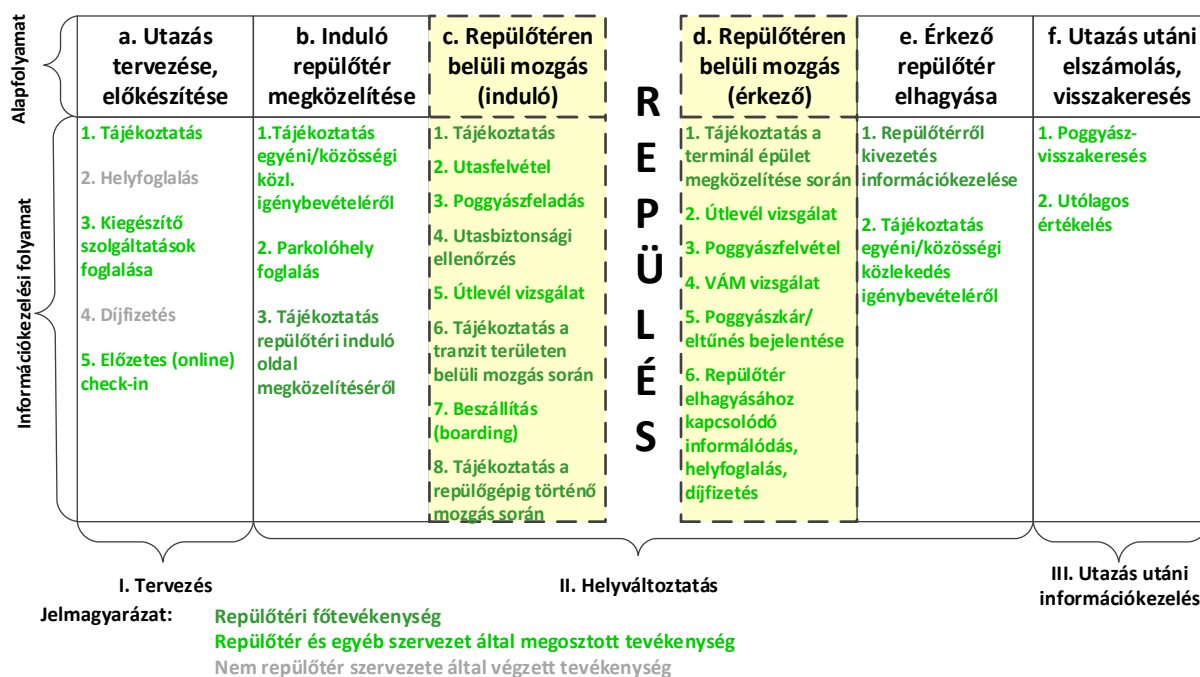 Alapfolyamat
a. Utazás
tervezése,
előkészítése
b. Induló
repülőtér
megközelítése
c. Repülőtéren
belüli mozgás
(induló)
d. Repülőtéren
belüli mozgás
(érkező)
e. Érkező
repülőtér
elhagyása
f. Utazás utáni
elszámolás,
visszakeresés
Információkezelési folyamat
1. Tájékoztatás
2. Helyfoglalás
3. Kiegészítő
szolgáltatások
foglalása
4. Díjfizetés
5. Előzetes (online)
check-in
1.Tájékoztatás
egyéni/közösségi
közl.
igénybevételéről
2. Parkolóhely
foglalás
3. Tájékoztatás
repülőtéri induló
oldal
megközelítéséről
1. Tájékoztatás
2. Utasfelvétel
3. Poggyászfeladás
4. Utasbiztonsági
ellenőrzés
5. Útlevél vizsgálat
6. Tájékoztatás a
tranzit területen
belüli mozgás során
7. Beszállítás
(boarding)
8. Tájékoztatás a
repülőgépig történő
mozgás során
R
E
P
Ü
L
É
S
1. Tájékoztatás a
terminál épület
megközelítése során
2. Útlevél vizsgálat
3. Poggyászfelvétel
4. VÁM vizsgálat
5. Poggyászkár/
eltűnés bejelentése
6. Repülőtér
elhagyásához
kapcsolódó
informálódás,
helyfoglalás,
díjfizetés
1. Repülőtérről
kivezetés
információkezelése
2. Tájékoztatás
egyéni/közösségi
közlekedés
igénybevételéről
1. Poggyász-
visszakeresés
2. Utólagos
értékelés
I. Tervezés
II. Helyváltoztatás
III. Utazás utáni
információkezelés
Jelmagyarázat:
Repülőtéri főtevékenység
Repülőtér és egyéb szervezet által megosztott tevékenység
Nem repülőtér szervezete által végzett tevékenység